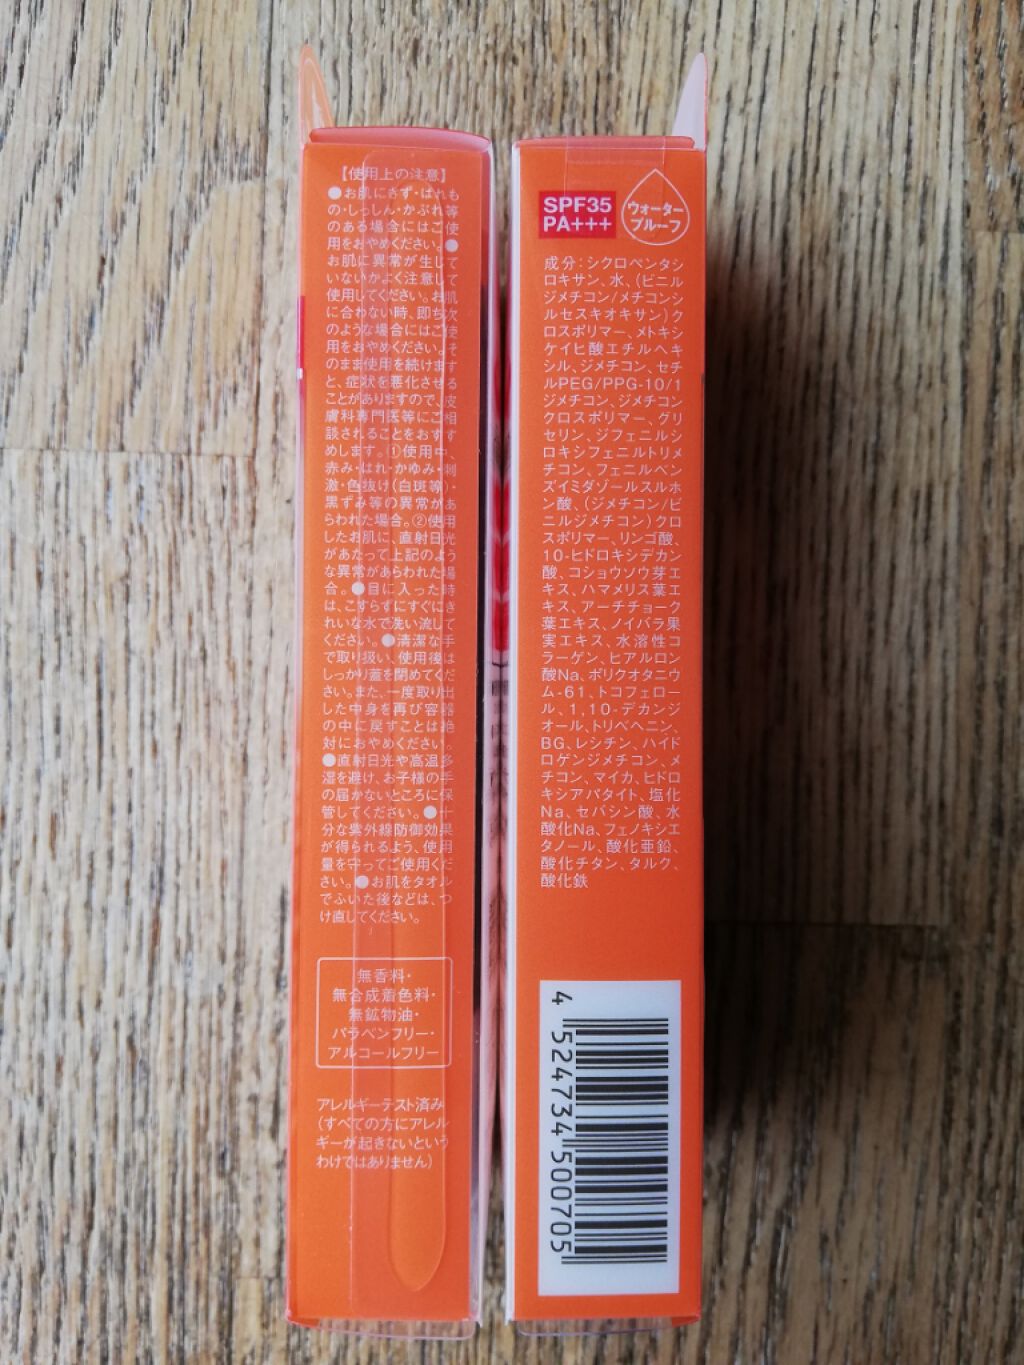 【使用上の注意】
●お肌にきず・はれも
の・しっしん・かぶれ等
のある場合にはご使
用をおやめください。●
お肌に異常が生じて
いないかよく注意して
使用してください。お肌
に合わない時、即ち次
のような場合にはご使
用をおやめください。そ
のまま使用を続けます
と、症状を悪化させる
ことがありますので、皮
膚科専門医等にご相
談されることをおすす
めします。①使用中、
赤み・はれ・かゆみ・刺
激・色抜け(白斑等)・
黒ずみ等の異常があ
らわれた場合。②使用
したお肌に、直射日光
があたって上記のよう
な異常があらわれた場
合。●目に入った時
は、こすらずにすぐにき
れいな水で洗い流して
ください。●清潔な手
で取り扱い、使用後は
しっかり蓋を閉めてくだ
さい。また、一度取り出
した中身を再び容器
の中に戻すことは絶
対におやめください。
●直射日光や高温多
湿を避け、お子様の手
の届かないところに保
管してください。●十
分な紫外線防御効果
が得られるよう、使用
量を守ってご使用くだ
さい。●お肌をタオル
でふいた後などは、つ
け直してください。
無香料・
無合成着色料・
無鉱物油・
パラベンフリー・
アルコールフリー
アレルギーテスト済み
(すべての方にアレル
ギーが起きないという
わけではありません)
SPF35
PA+++
ウォーター
プルーフ
成分:シクロペンタシ
ロキサン、水、(ビニル
ジメチコン/メチコンシ
ルセスキオキサン)ク
ロスポリマー、メトキシ
ケイヒ酸エチルヘキ
シル、ジメチコン、セチ
ルPEG/PPG-10/1
ジメチコン、ジメチコン
クロスポリマー、グリ
セリン、ジフェニルシ
ロキシフェニルトリメ
チコン、フェニルベン
ズイミダゾールスルホ
ン酸、(ジメチコン/ビ
ニルジメチコン)クロ
スポリマー、リンゴ酸、
10-ヒドロキシデカン
酸、コショウソウ芽エ
キス、ハマメリス葉エ
キス、アーチチョーク
葉エキス、ノイバラ果
実エキス、水溶性コ
ラーゲン、ヒアルロン
酸Na、ポリクオタニウ
ム-61、トコフェロー
ル、1,10-デカンジ
オール、トリベヘニン、
BG、レシチン、ハイド
ロゲンジメチコン、メ
チコン、マイカ、ヒドロ
キシアパタイト、塩化
Na、セバシン酸、水
酸化Na、フェノキシエ
タノール、酸化亜鉛、
酸化チタン、タルク、
酸化鉄
4 524734 500705